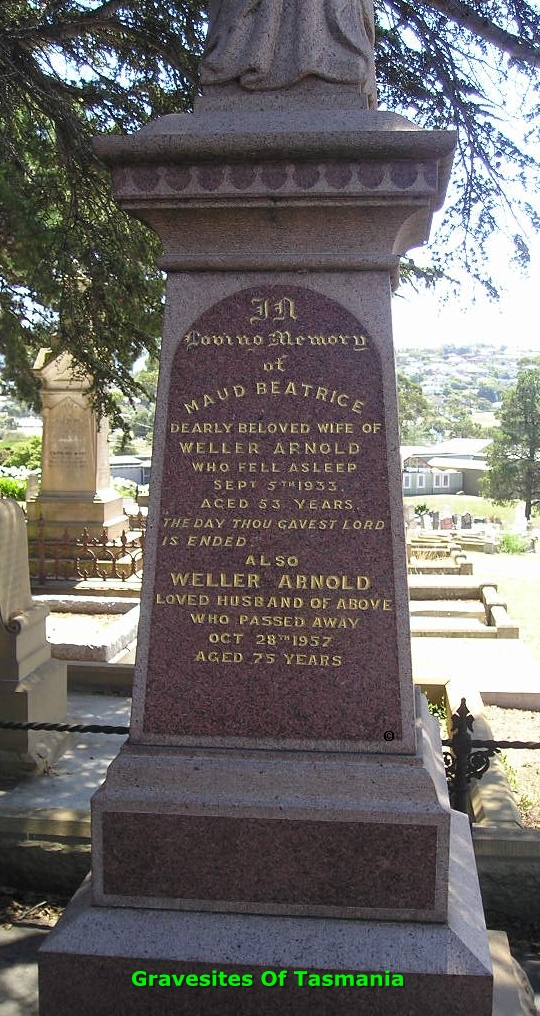 In
Loving Memory
of
MAUD BEATRICE
DEARLY BELOVED WIFE OF
WELLER ARNOLD
WHO FELL ASLEEP
SEPT 5TH 1933.
AGED 53 YEARS.
THE DAY THOU GAVEST LORD
IS ENDED.
ALSO
WELLER ARNOLD
LOVED HUSBAND OF ABOVE
WHO PASSED AWAY
OCT 28TH 1957
AGED 75 YEARS
©
Gravesites Of Tasmania